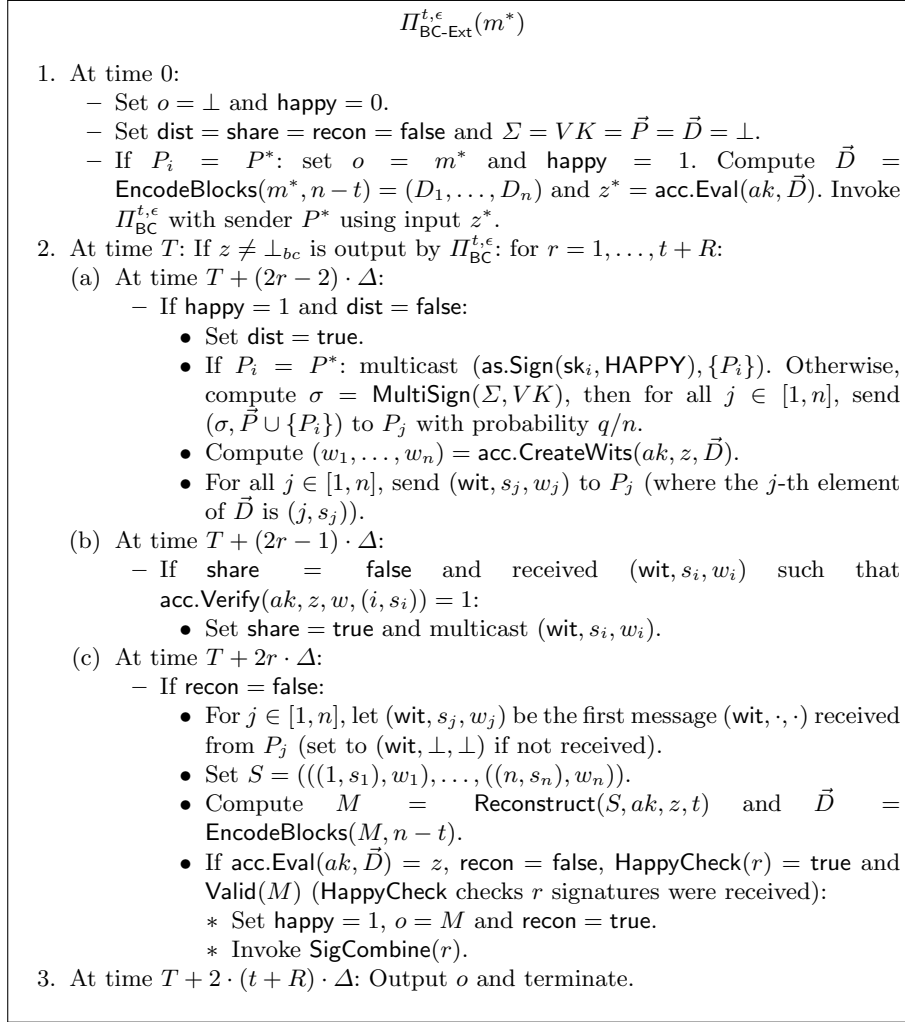 Π^{t,ϵ}_{BC-Ext}(m*)
1. At time 0:
– Set o = ⊥ and happy = 0.
– Set dist = share = recon = false and Σ = VK = P⃗ = D⃗ = ⊥.
– If P_i = P*: set o = m* and happy = 1. Compute D⃗ =
EncodeBlocks(m*, n − t) = (D_1, . . . , D_n) and z* = acc.Eval(ak, D⃗). Invoke
Π^{t,ϵ}_{BC} with sender P* using input z*.
2. At time T: If z ≠ ⊥_{bc} is output by Π^{t,ϵ}_{BC}: for r = 1, . . . , t + R:
(a) At time T + (2r − 2) · Δ:
– If happy = 1 and dist = false:
• Set dist = true.
• If P_i = P*: multicast (as.Sign(sk_i, HAPPY), {P_i}). Otherwise,
compute σ = MultiSign(Σ, VK), then for all j ∈ [1, n], send
(σ, P⃗ ∪ {P_i}) to P_j with probability q/n.
• Compute (w_1, . . . , w_n) = acc.CreateWits(ak, z, D⃗).
• For all j ∈ [1, n], send (wit, s_j, w_j) to P_j (where the j-th element
of D⃗ is (j, s_j)).
(b) At time T + (2r − 1) · Δ:
– If share = false and received (wit, s_i, w_i) such that
acc.Verify(ak, z, w, (i, s_i)) = 1:
• Set share = true and multicast (wit, s_i, w_i).
(c) At time T + 2r · Δ:
– If recon = false:
• For j ∈ [1, n], let (wit, s_j, w_j) be the first message (wit, ·, ·) received
from P_j (set to (wit, ⊥, ⊥) if not received).
• Set S = (((1, s_1), w_1), . . . , ((n, s_n), w_n)).
• Compute M = Reconstruct(S, ak, z, t) and D⃗ =
EncodeBlocks(M, n − t).
• If acc.Eval(ak, D⃗) = z, recon = false, HappyCheck(r) = true and
Valid(M) (HappyCheck checks r signatures were received):
∗ Set happy = 1, o = M and recon = true.
∗ Invoke SigCombine(r).
3. At time T + 2 · (t + R) · Δ: Output o and terminate.